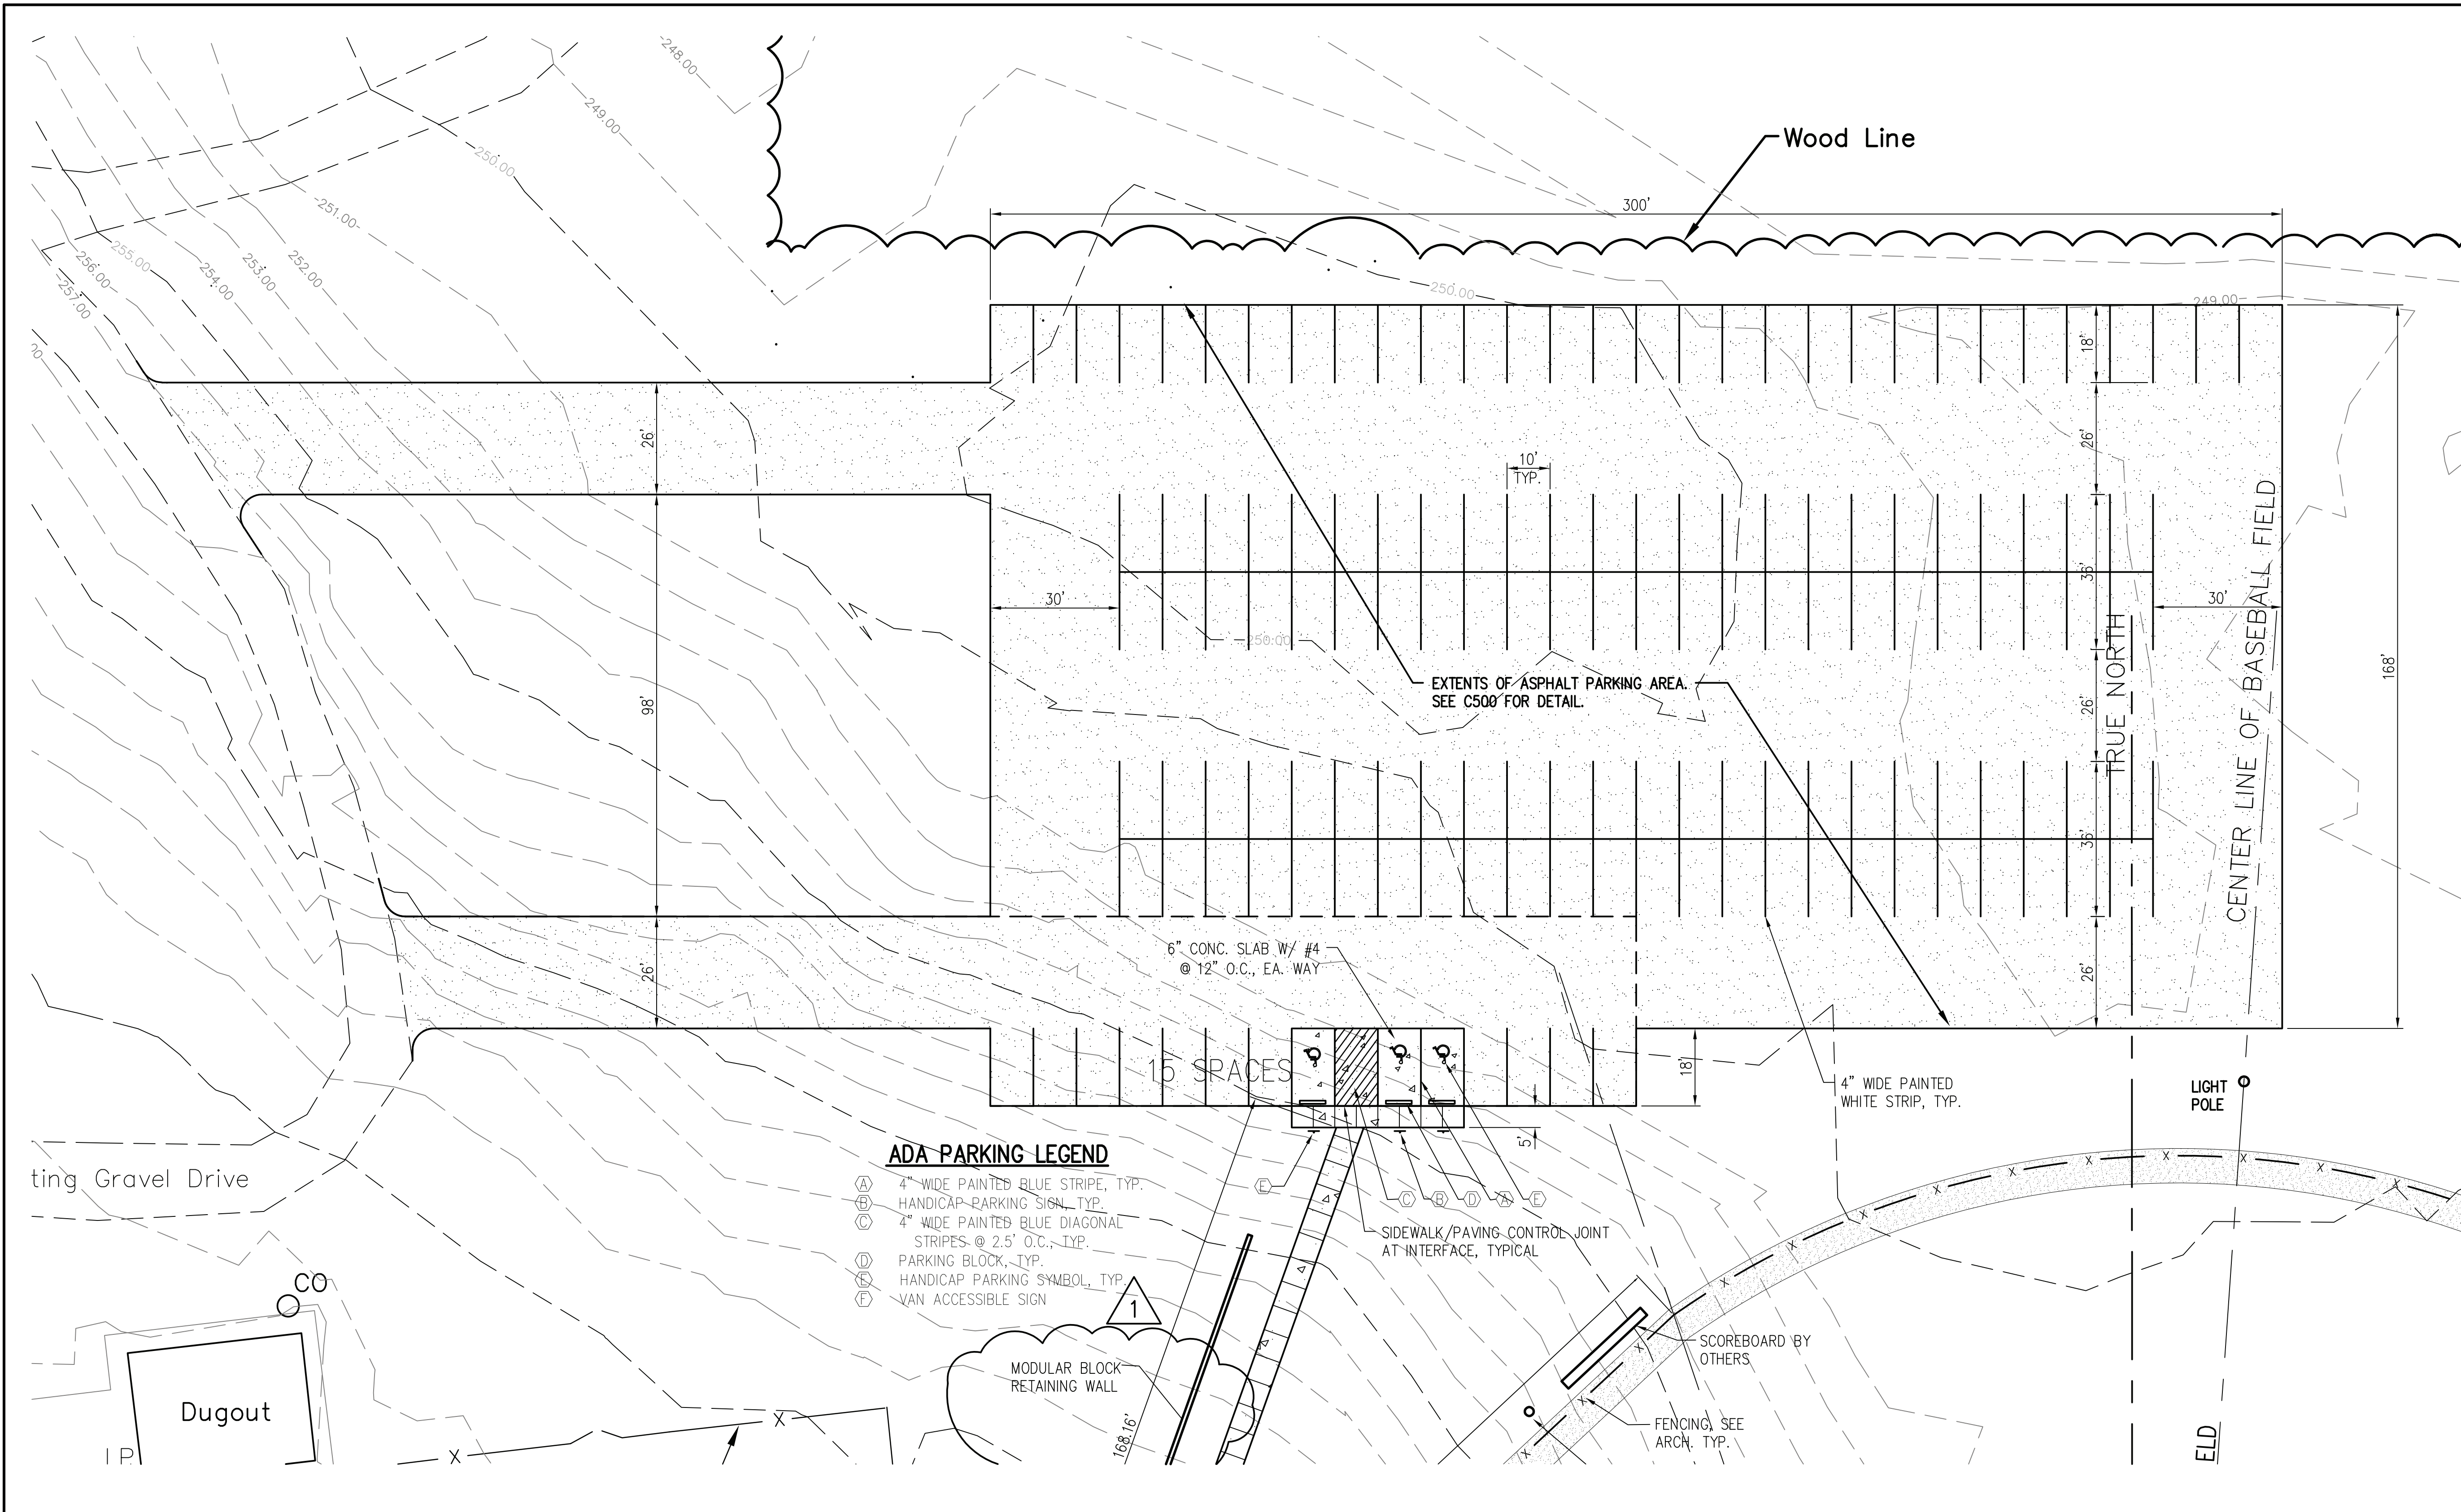 -248.00
249.00
Wood Line
250.00
300'
-251.00-
255.00
252.00
256.00
253.00
254.00
-257.00
250.00
249.00
18'
26'
26'
10'
TYP.
36'
30'
30'
250.00
EXTENTS OF ASPHALT PARKING AREA.
SEE C500 FOR DETAIL.
98'
26'
TRUE NORTH
CENTER LINE OF BASEBALL FIELD
168'
36'
6" CONC. SLAB W/ #4
@ 12" O.C., EA. WAY
26'
26'
15 SPACES
18'
4" WIDE PAINTED
WHITE STRIP, TYP.
LIGHT
POLE
5'
ADA PARKING LEGEND
ting Gravel Drive
A 4" WIDE PAINTED BLUE STRIPE, TYP.
B HANDICAP PARKING SIGN, TYP.
C 4" WIDE PAINTED BLUE DIAGONAL
STRIPES @ 2.5' O.C., TYP.
D PARKING BLOCK, TYP.
E HANDICAP PARKING SYMBOL, TYP.
F VAN ACCESSIBLE SIGN
E
C B D A E
SIDEWALK/PAVING CONTROL JOINT
AT INTERFACE, TYPICAL
CO
1
MODULAR BLOCK
RETAINING WALL
SCOREBOARD BY
OTHERS
Dugout
168.16'
FENCING, SEE
ARCH. TYP.
ELD